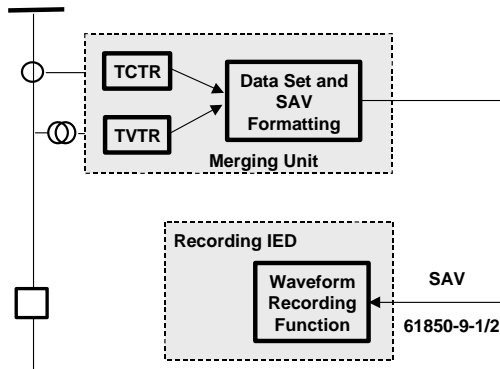 TCTR
TVTR
Data Set and
SAV
Formatting
Merging Unit
Recording IED
Waveform
Recording
Function
SAV
61850-9-1/2